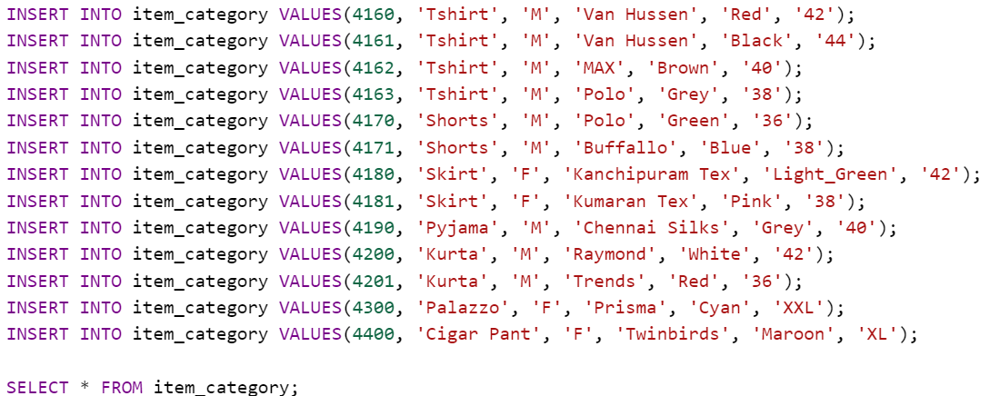 INSERT INTO item_category VALUES(4160, 'Tshirt', 'M', 'Van Hussen', 'Red', '42');
INSERT INTO item_category VALUES(4161, 'Tshirt', 'M', 'Van Hussen', 'Black', '44');
INSERT INTO item_category VALUES(4162, 'Tshirt', 'M', 'MAX', 'Brown', '40');
INSERT INTO item_category VALUES(4163, 'Tshirt', 'M', 'Polo', 'Grey', '38');
INSERT INTO item_category VALUES(4170, 'Shorts', 'M', 'Polo', 'Green', '36');
INSERT INTO item_category VALUES(4171, 'Shorts', 'M', 'Buffallo', 'Blue', '38');
INSERT INTO item_category VALUES(4180, 'Skirt', 'F', 'Kanchipuram Tex', 'Light_Green', '42');
INSERT INTO item_category VALUES(4181, 'Skirt', 'F', 'Kumaran Tex', 'Pink', '38');
INSERT INTO item_category VALUES(4190, 'Pyjama', 'M', 'Chennai Silks', 'Grey', '40');
INSERT INTO item_category VALUES(4200, 'Kurta', 'M', 'Raymond', 'White', '42');
INSERT INTO item_category VALUES(4201, 'Kurta', 'M', 'Trends', 'Red', '36');
INSERT INTO item_category VALUES(4300, 'Palazzo', 'F', 'Prisma', 'Cyan', 'XXL');
INSERT INTO item_category VALUES(4400, 'Cigar Pant', 'F', 'Twinbirds', 'Maroon', 'XL');
SELECT * FROM item_category;